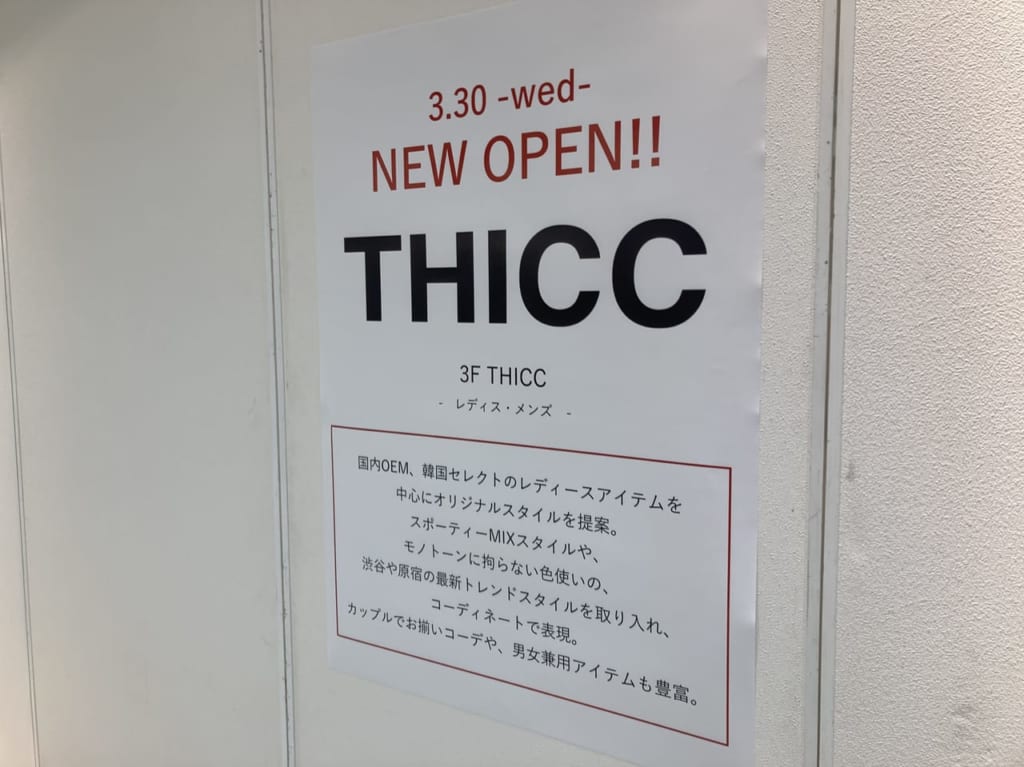 3.30 -wed-
NEW OPEN!!
THICC
3F THICC
- レディス・メンズ -
国内OEM、韓国セレクトのレディースアイテムを
中心にオリジナルスタイルを提案。
スポーティーMIXスタイルや、
モノトーンに拘らない色使いの、
渋谷や原宿の最新トレンドスタイルを取り入れ、
コーディネートで表現。
カップルでお揃いコーデや、男女兼用アイテムも豊富。